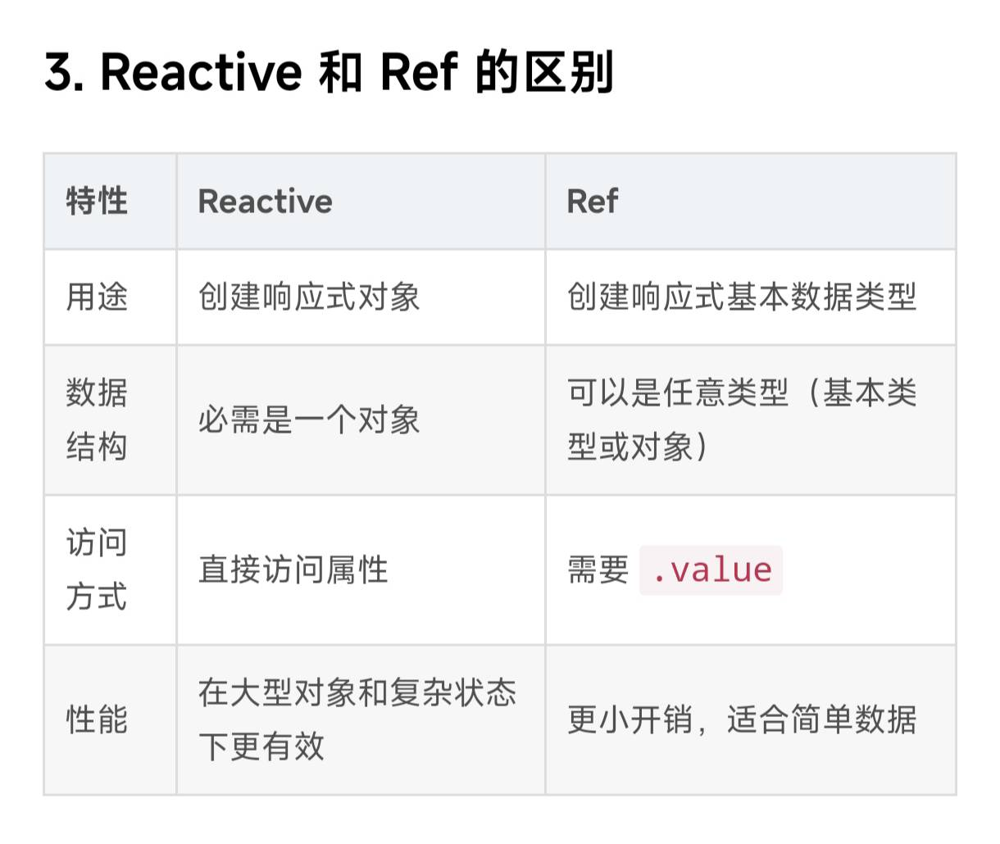 3. Reactive 和 Ref 的区别
特性 Reactive Ref
用途 创建响应式对象 创建响应式基本数据类型
数据
结构
必需是一个对象
可以是任意类型（基本类
型或对象）
访问
方式
直接访问属性
需要 .value
性能
在大型对象和复杂状态
下更有效
更小开销，适合简单数据